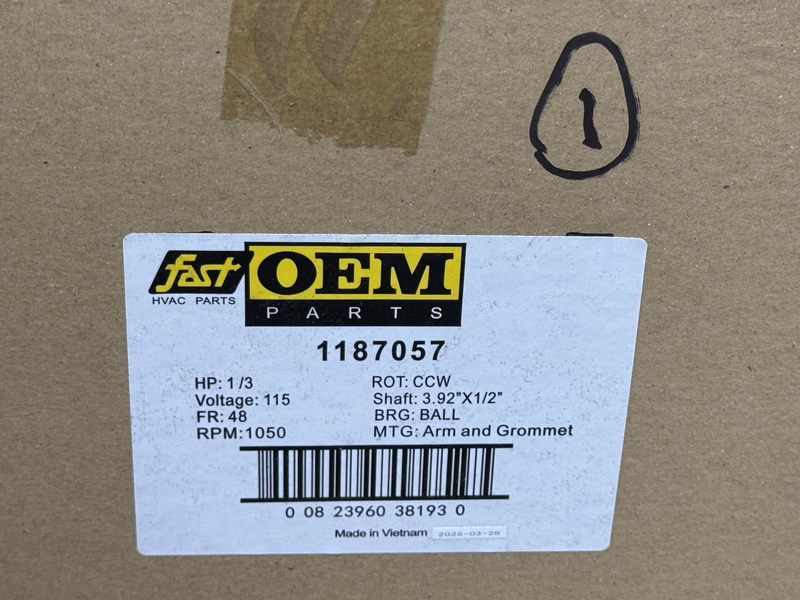 1
fast OEM
HVAC PARTS PARTS
1187057
HP: 1/3 ROT: CCW
Voltage: 115 Shaft: 3.92"X1/2"
FR: 48 BRG: BALL
RPM:1050 MTG: Arm and Grommet
0 08 23960 38193 0
Made in Vietnam 2025-03-28